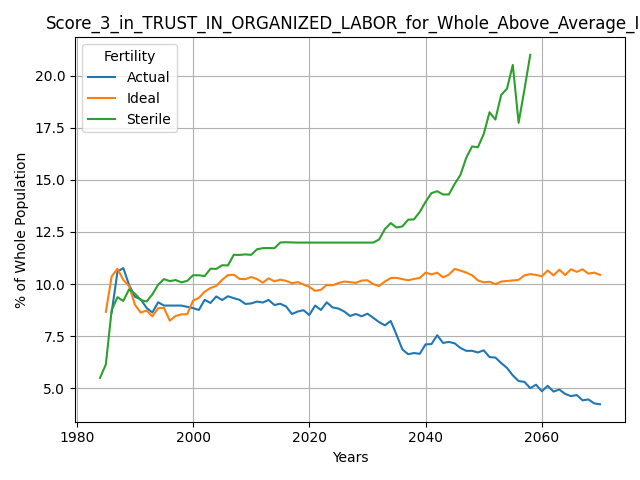 Score_3_in_TRUST_IN_ORGANIZED_LABOR_for_Whole_Above_Average_I
Fertility
Actual
Ideal
Sterile
% of Whole Population
20.0
17.5
15.0
12.5
10.0
7.5
5.0
1980
2000
2020
2040
2060
Years